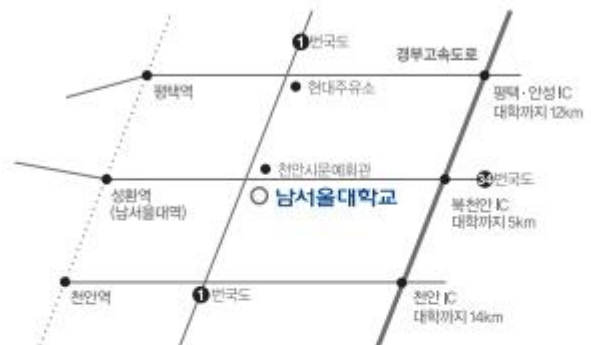 1번국도
경부고속도로
평택역
현대주유소
평택·안성 IC
대학까지 12km
천안시문예회관
34번국도
성환역
(남서울대역)
남서울대학교
북천안 IC
대학까지 5km
천안역
1번국도
천안 IC
대학까지 14km